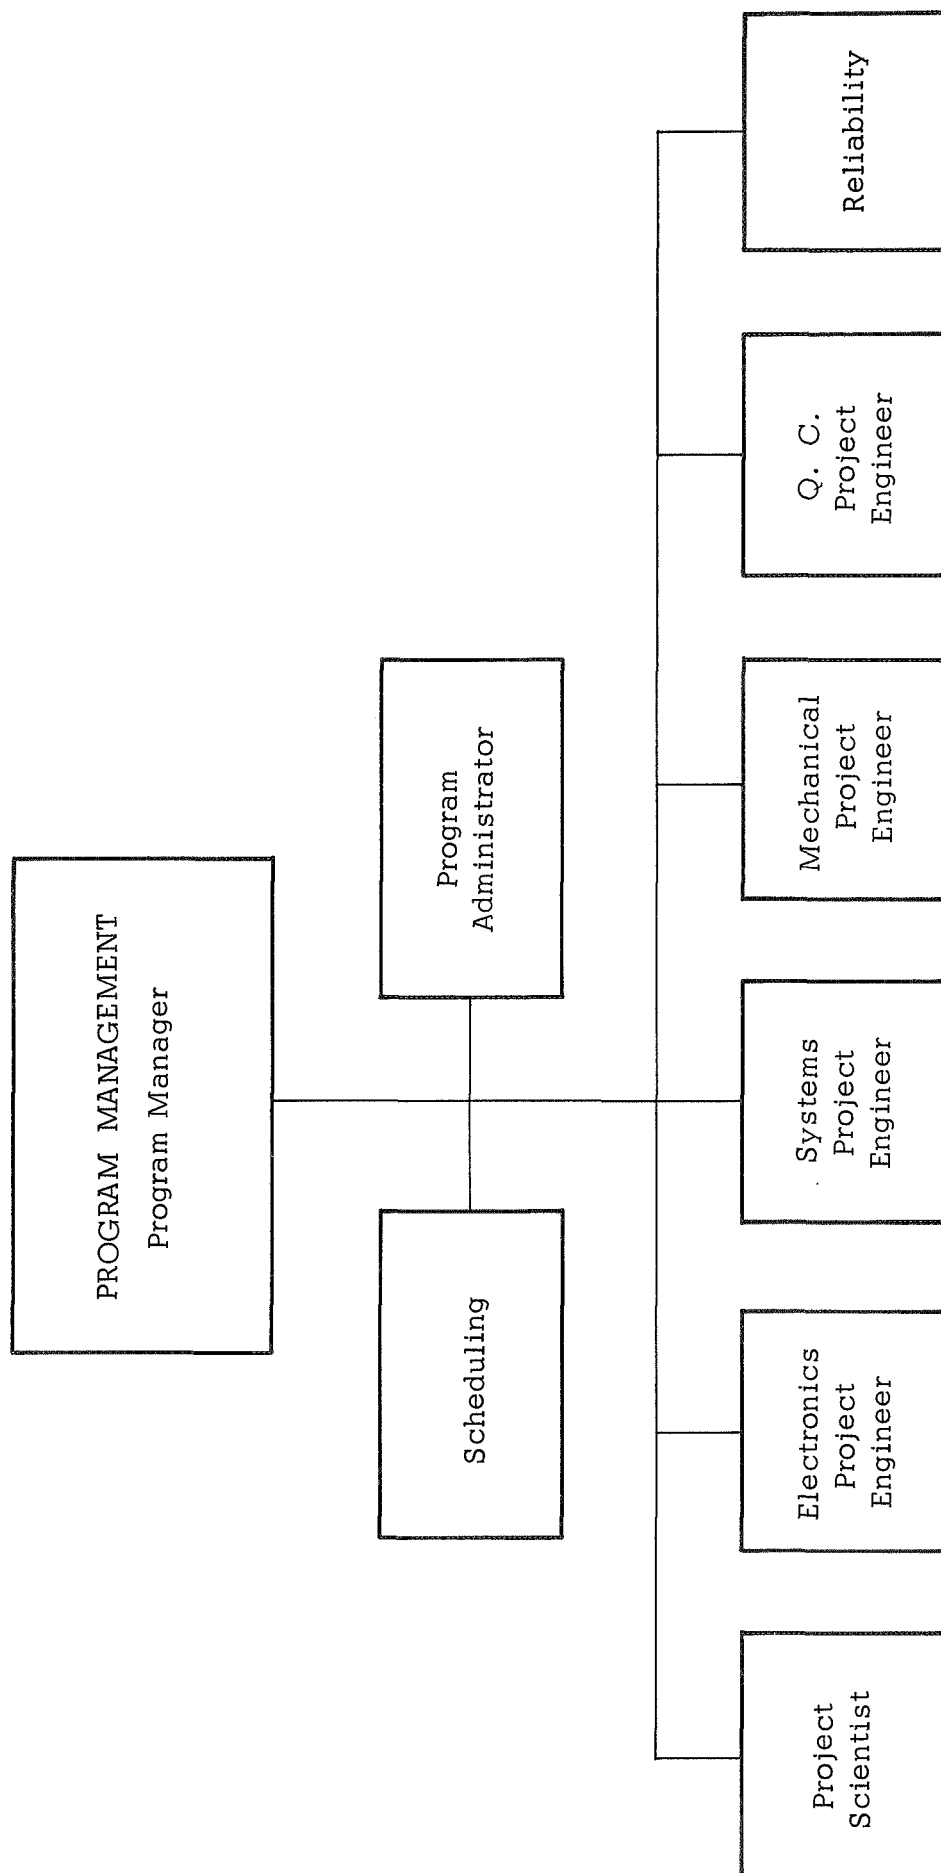 PROGRAM MANAGEMENT
Program Manager
Scheduling
Program
Administrator
Project
Scientist
Electronics
Project
Engineer
Systems
Project
Engineer
Mechanical
Project
Engineer
Q. C.
Project
Engineer
Reliability